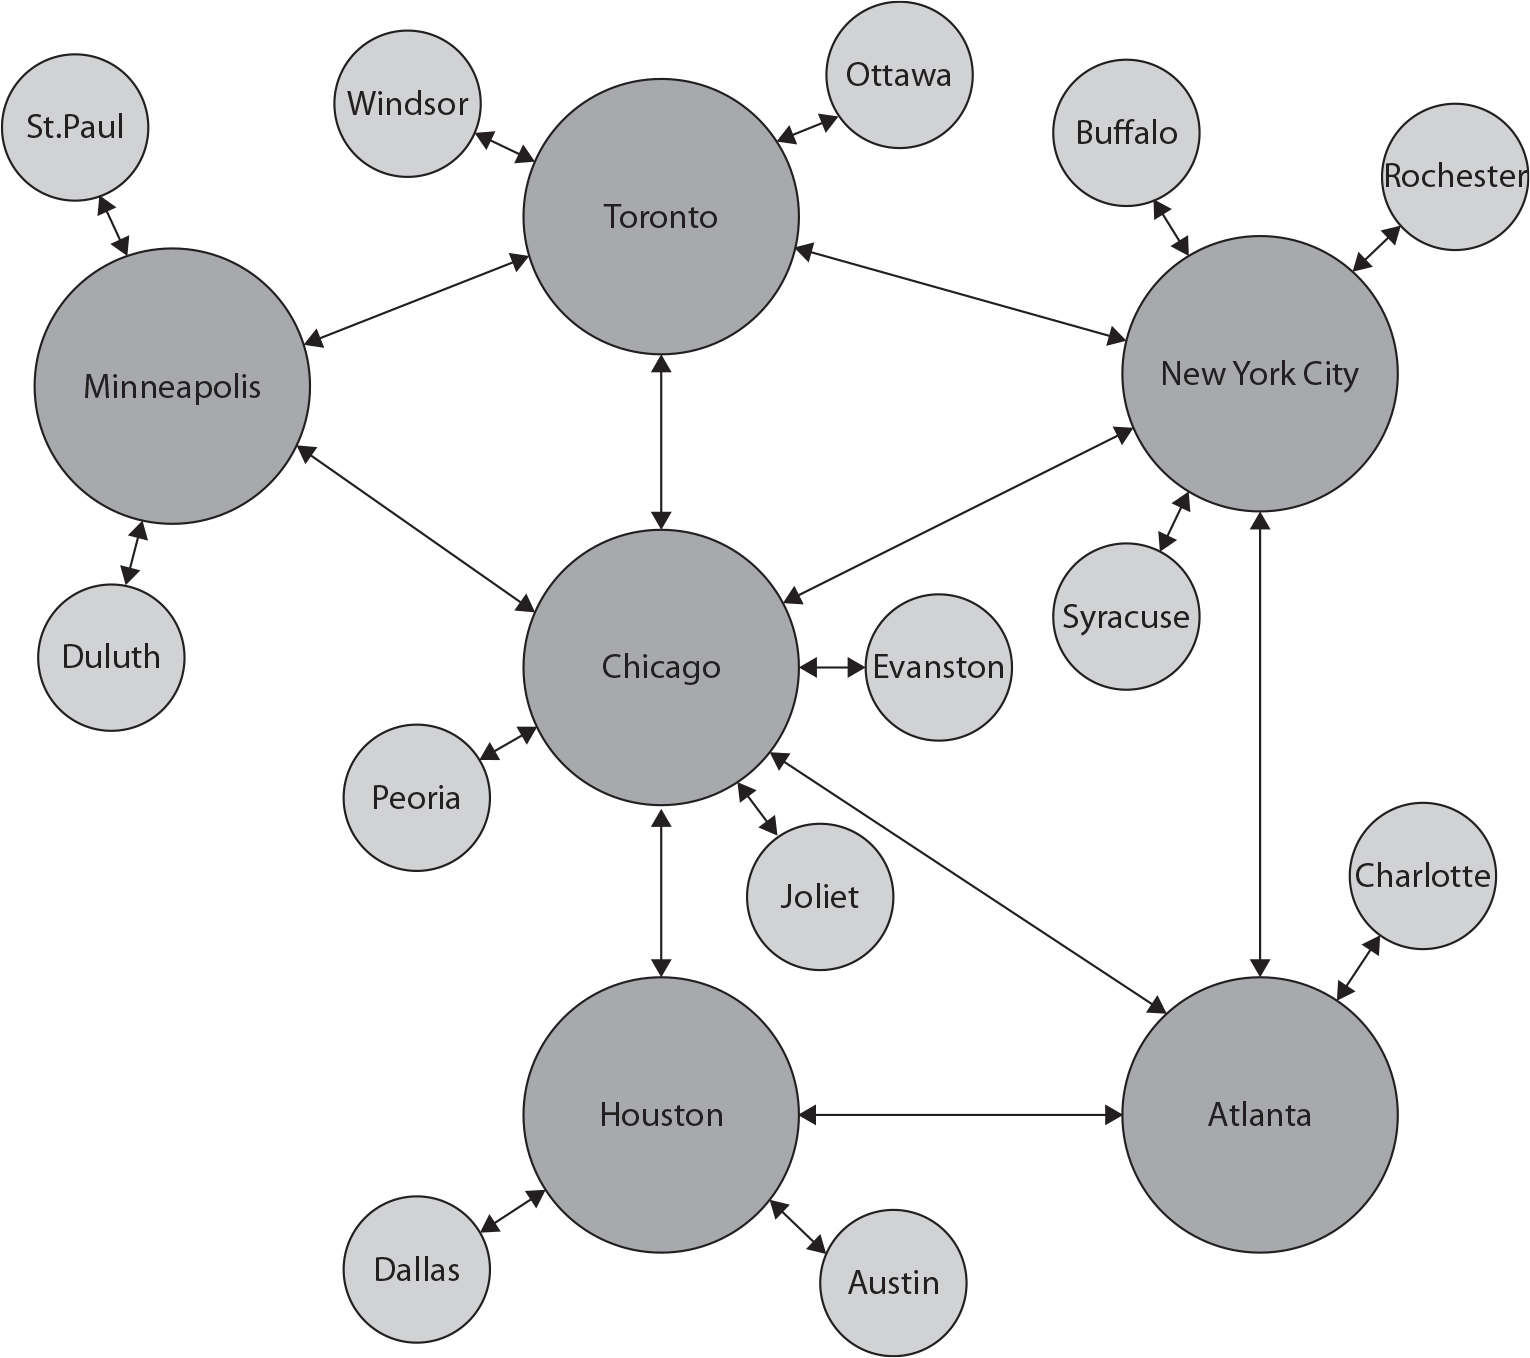 Ottawa
Windsor
St.Paul
Buffalo
Rochester
Toronto
New York City
Minneapolis
Syracuse
Duluth
Chicago
Evanston
Peoria
Charlotte
Joliet
Houston
Atlanta
Dallas
Austin